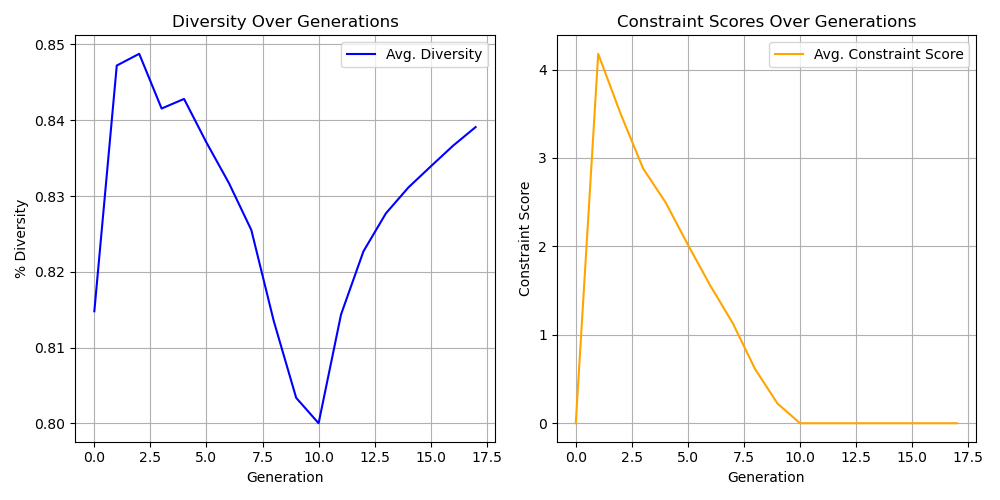 Diversity Over Generations
Avg. Diversity
% Diversity
0.85
0.84
0.83
0.82
0.81
0.80
0.0 2.5 5.0 7.5 10.0 12.5 15.0 17.5
Generation
Constraint Scores Over Generations
Avg. Constraint Score
Constraint Score
4
3
2
1
0
0.0 2.5 5.0 7.5 10.0 12.5 15.0 17.5
Generation